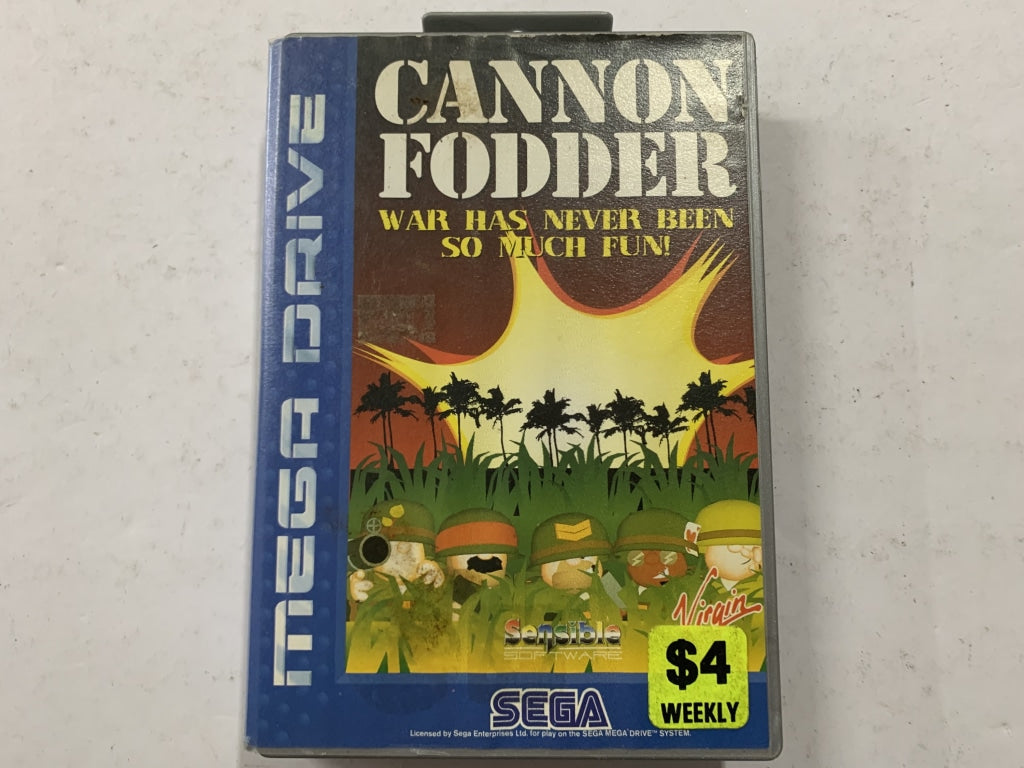 MEGA DRIVE
CANNON
FODDER
WAR HAS NEVER BEEN
SO MUCH FUN!
Virgin
Sensible
SOFTWARE
$4
WEEKLY
SEGA
Licensed by Sega Enterprises Ltd. for play on the SEGA MEGA DRIVE™ SYSTEM.